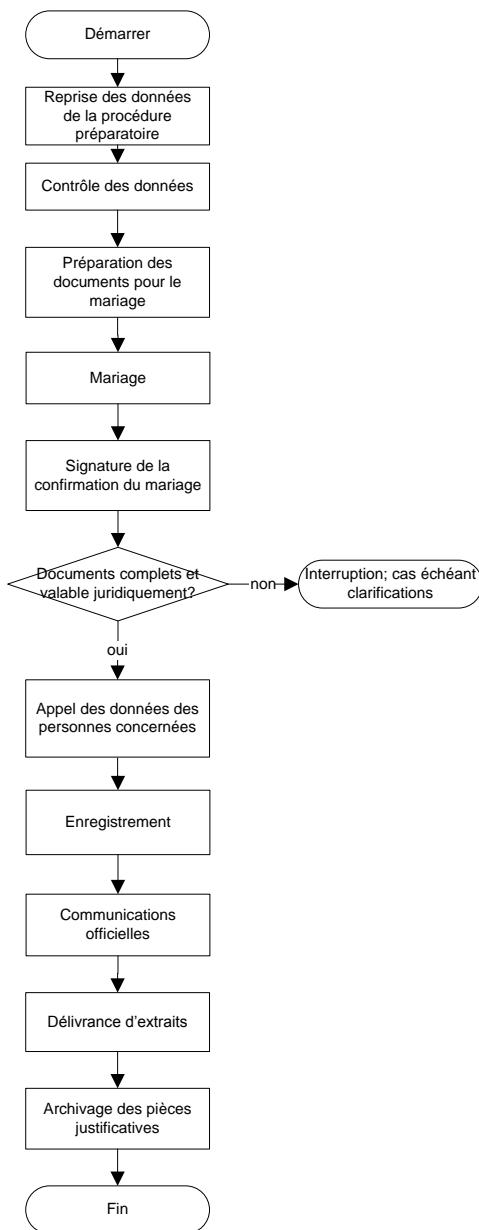 Démarrer
Reprise des données
de la procédure
préparatoire
Contrôle des données
Préparation des
documents pour le
mariage
Mariage
Signature de la
confirmation du mariage
Documents complets et
valable juridiquement?
non
Interruption; cas échéant
clarifications
oui
Appel des données des
personnes concernées
Enregistrement
Communications
officielles
Délivrance d'extraits
Archivage des pièces
justificatives
Fin